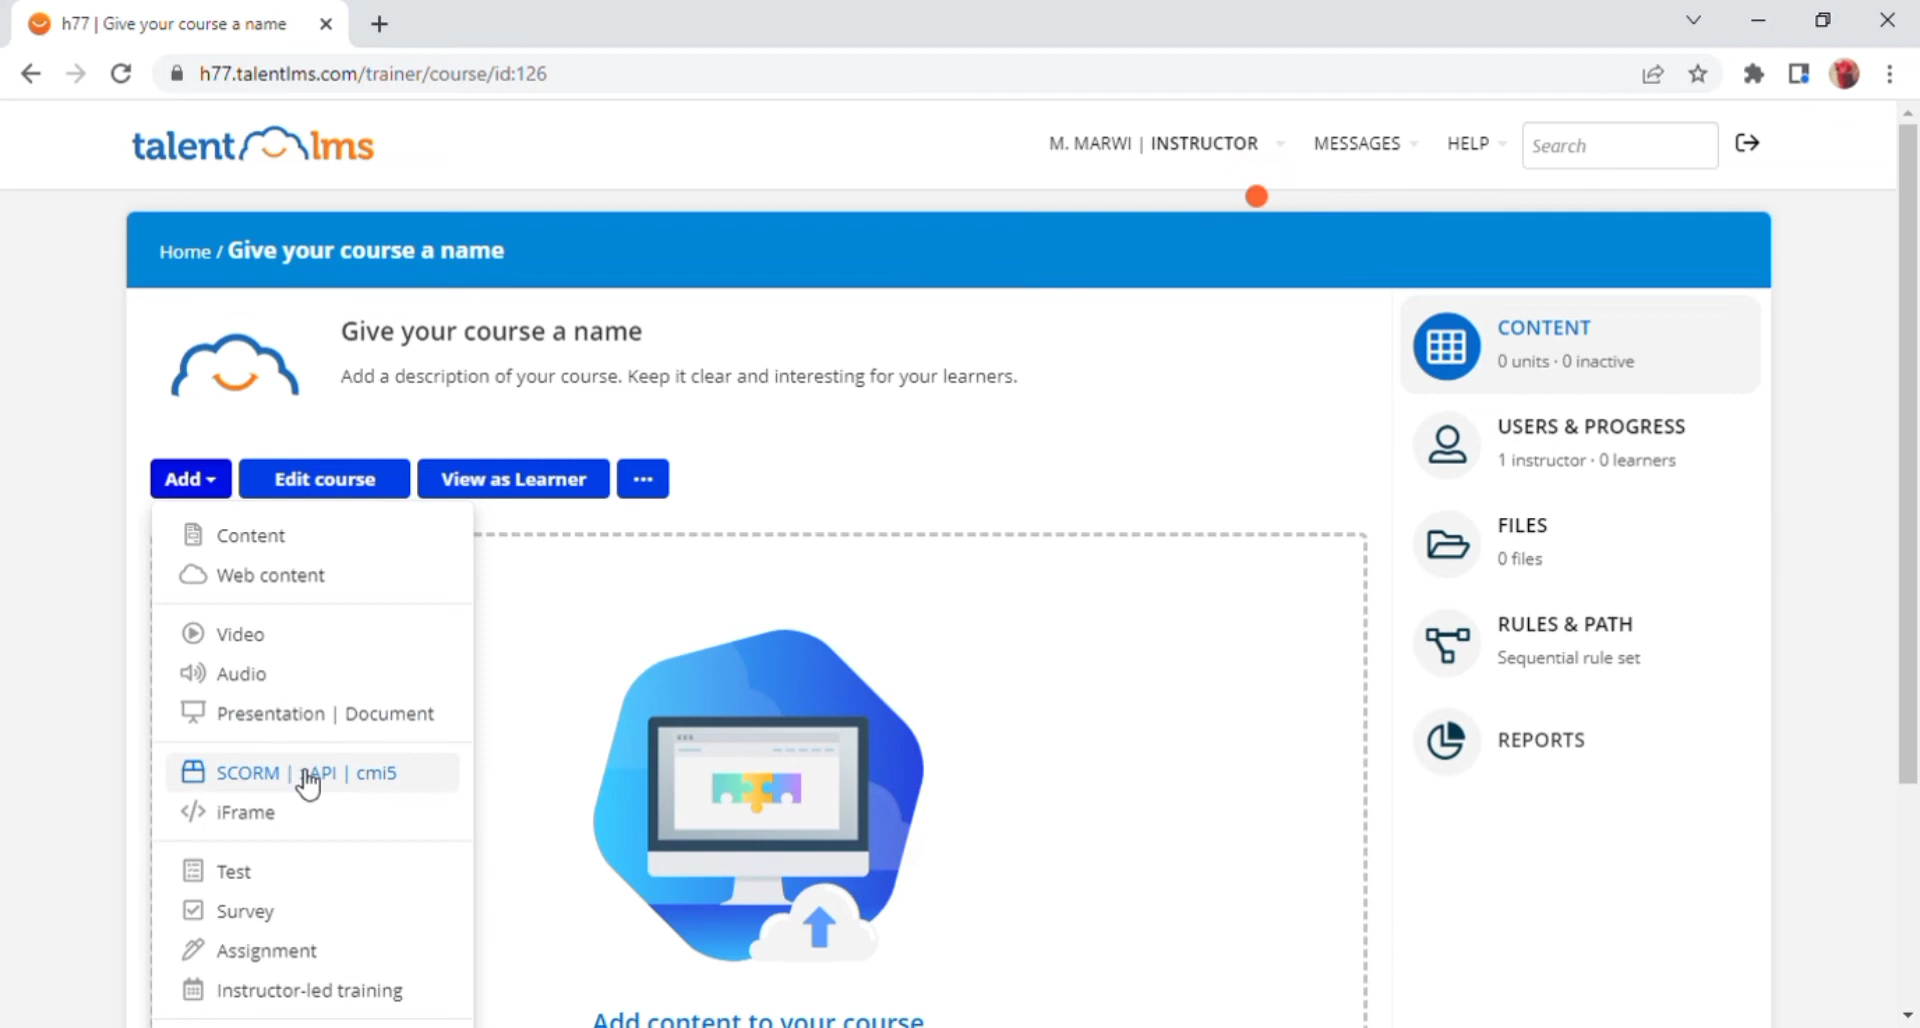 h77 | Give your course a name
h77.talentlms.com/trainer/course/id:126
talentlms
M. MARWI | INSTRUCTOR
MESSAGES
HELP
Search
Home / Give your course a name
Give your course a name
Add a description of your course. Keep it clear and interesting for your learners.
Add
Edit course
View as Learner
Content
Web content
Video
Audio
Presentation | Document
SCORM | API | cmi5
iFrame
Test
Survey
Assignment
Instructor-led training
Add content to your course
CONTENT
0 units · 0 inactive
USERS & PROGRESS
1 instructor · 0 learners
FILES
0 files
RULES & PATH
Sequential rule set
REPORTS